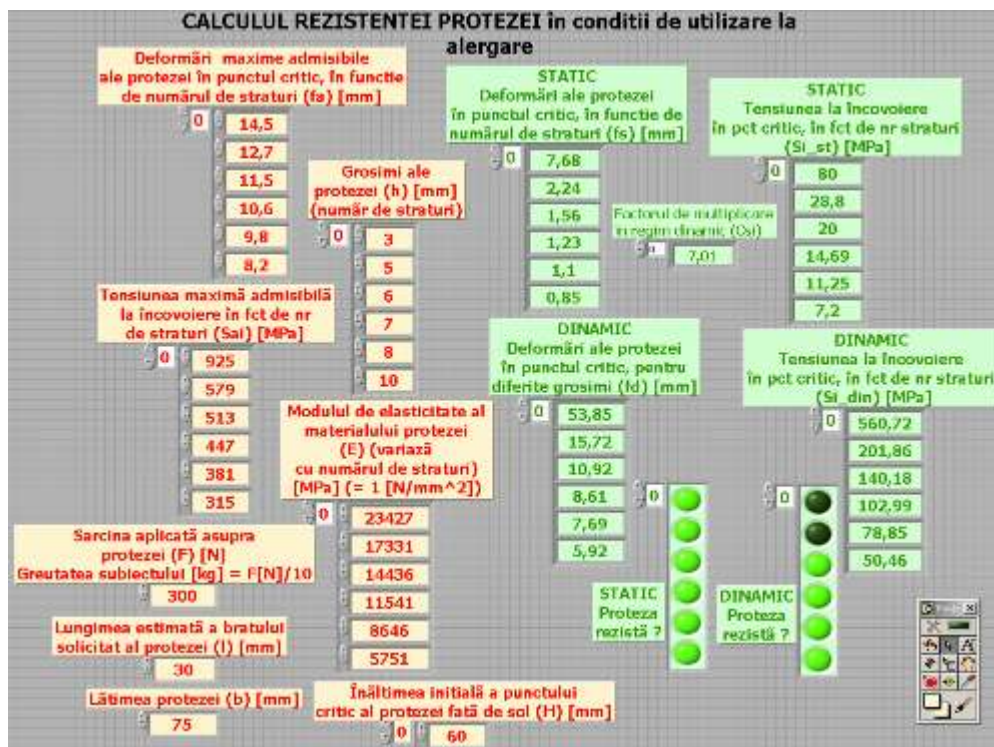 CALCULUL REZISTENTEI PROTEZEI în conditii de utilizare la
alergare
Deformări maxime admisibile
ale protezei în punctul critic, în functie
de numărul de straturi (fa) [mm]
0
14,5
12,7
11,5
10,6
9,8
8,2
Grosimi ale
protezei (h) [mm]
(număr de straturi)
0
3
5
6
7
8
10
Tensiunea maximă admisibilă
la încovoiere în fct de nr
de straturi (Sai) [MPa]
0
925
579
513
447
381
315
Modulul de elasticitate al
materialului protezei
(E) (variază
cu numărul de straturi)
[MPa] (= 1 [N/mm^2])
0
23427
17331
14436
11541
8646
5751
Sarcina aplicată asupra
protezei (F) [N]
Greutatea subiectului [kg] = F[N]/10
300
Lungimea estimată a bratului
solicitat al protezei (l) [mm]
30
Lătimea protezei (b) [mm]
75
Înăltimea initială a punctului
critic al protezei fată de sol (H) [mm]
0
60
STATIC
Deformări ale protezei
în punctul critic, în functie de
numărul de straturi (fs) [mm]
0
7,68
2,24
1,56
1,23
1,1
0,85
Factorul de multiplicare
in regim dinamic (Osi)
0
7,01
STATIC
Tensiunea la încovoiere
în pct critic, în fct de nr straturi
(Si_st) [MPa]
0
80
28,8
20
14,69
11,25
7,2
DINAMIC
Deformări ale protezei
în punctul critic, pentru
diferite grosimi (fd) [mm]
0
53,85
15,72
10,92
8,61
7,69
5,92
DINAMIC
Tensiunea la încovoiere
în pct critic, în fct de nr straturi
(Si_din) [MPa]
0
560,72
201,86
140,18
102,99
78,85
50,46
0
STATIC
Proteza
rezistă ?
0
DINAMIC
Proteza
rezistă ?